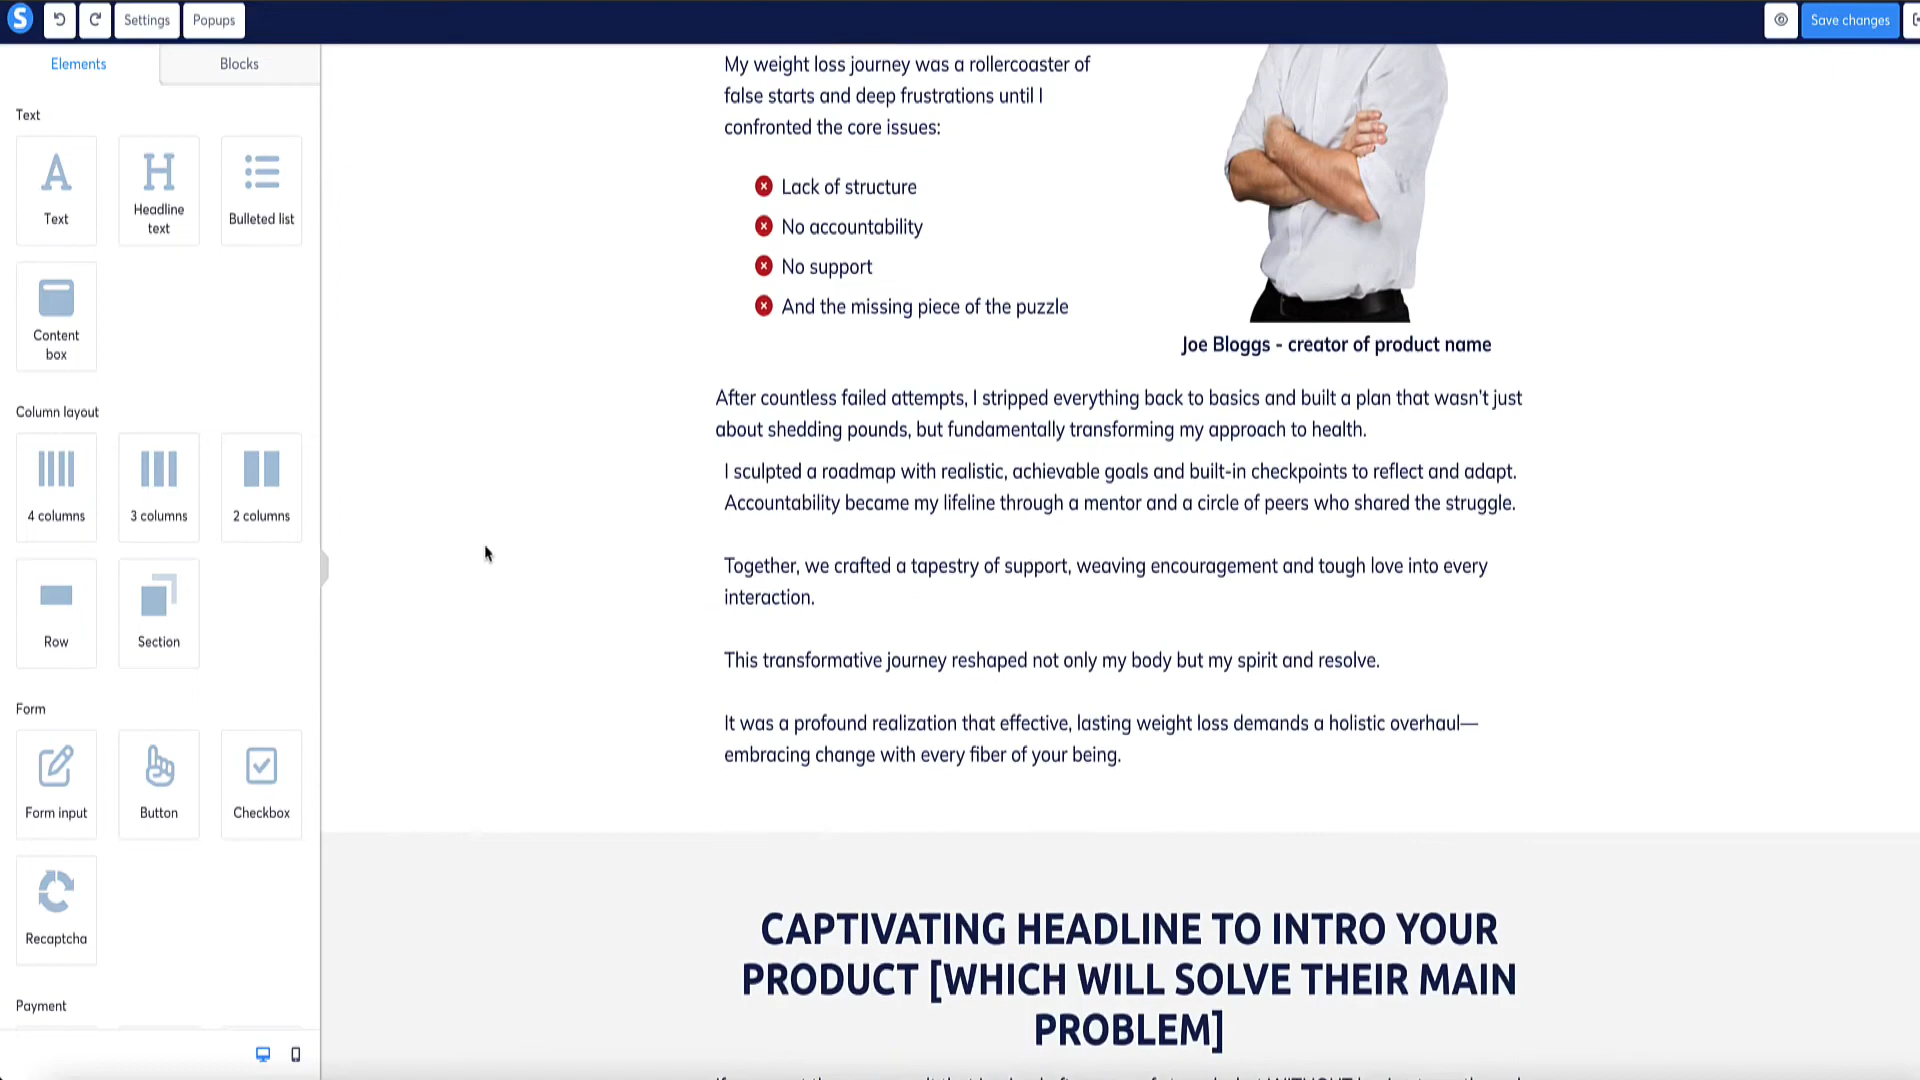 S
Settings
Popups
Save changes
Elements
Blocks
Text
Text
Headline
text
Bulleted list
Content
box
Column layout
4 columns
3 columns
2 columns
Row
Section
Form
Form input
Button
Checkbox
Recaptcha
Payment
My weight loss journey was a rollercoaster of
false starts and deep frustrations until I
confronted the core issues:
Lack of structure
No accountability
No support
And the missing piece of the puzzle
Joe Bloggs - creator of product name
After countless failed attempts, I stripped everything back to basics and built a plan that wasn't just
about shedding pounds, but fundamentally transforming my approach to health.
I sculpted a roadmap with realistic, achievable goals and built-in checkpoints to reflect and adapt.
Accountability became my lifeline through a mentor and a circle of peers who shared the struggle.
Together, we crafted a tapestry of support, weaving encouragement and tough love into every
interaction.
This transformative journey reshaped not only my body but my spirit and resolve.
It was a profound realization that effective, lasting weight loss demands a holistic overhaul—
embracing change with every fiber of your being.
CAPTIVATING HEADLINE TO INTRO YOUR
PRODUCT [WHICH WILL SOLVE THEIR MAIN
PROBLEM]